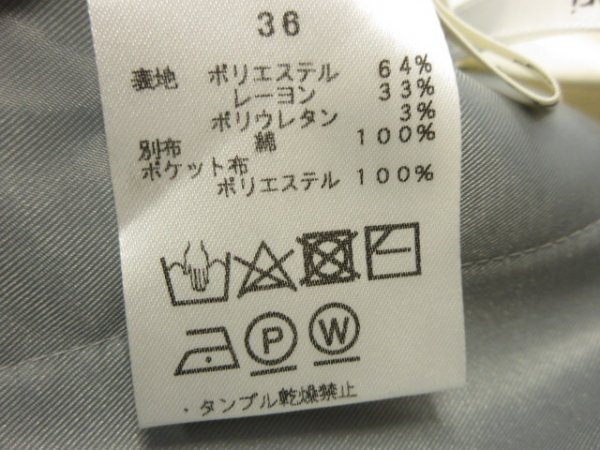 36
表地 ポリエステル 64%
レーヨン 33%
ポリウレタン 3%
別布 綿 100%
ポケット布
ポリエステル 100%
P W
・タンブル乾燥禁止